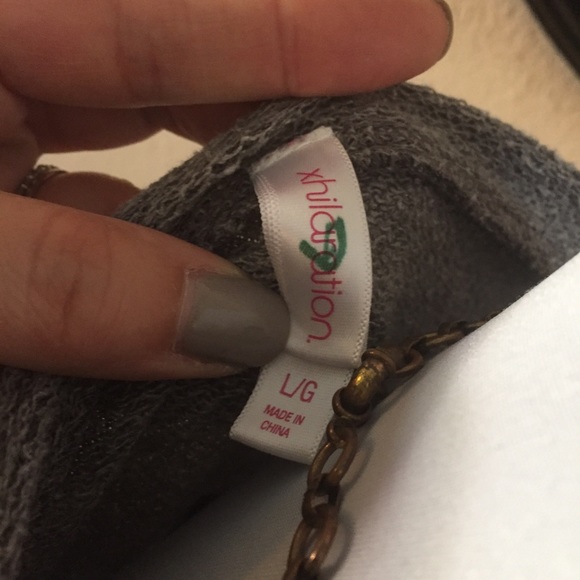 xhilaration.
L/G
MADE IN
CHINA